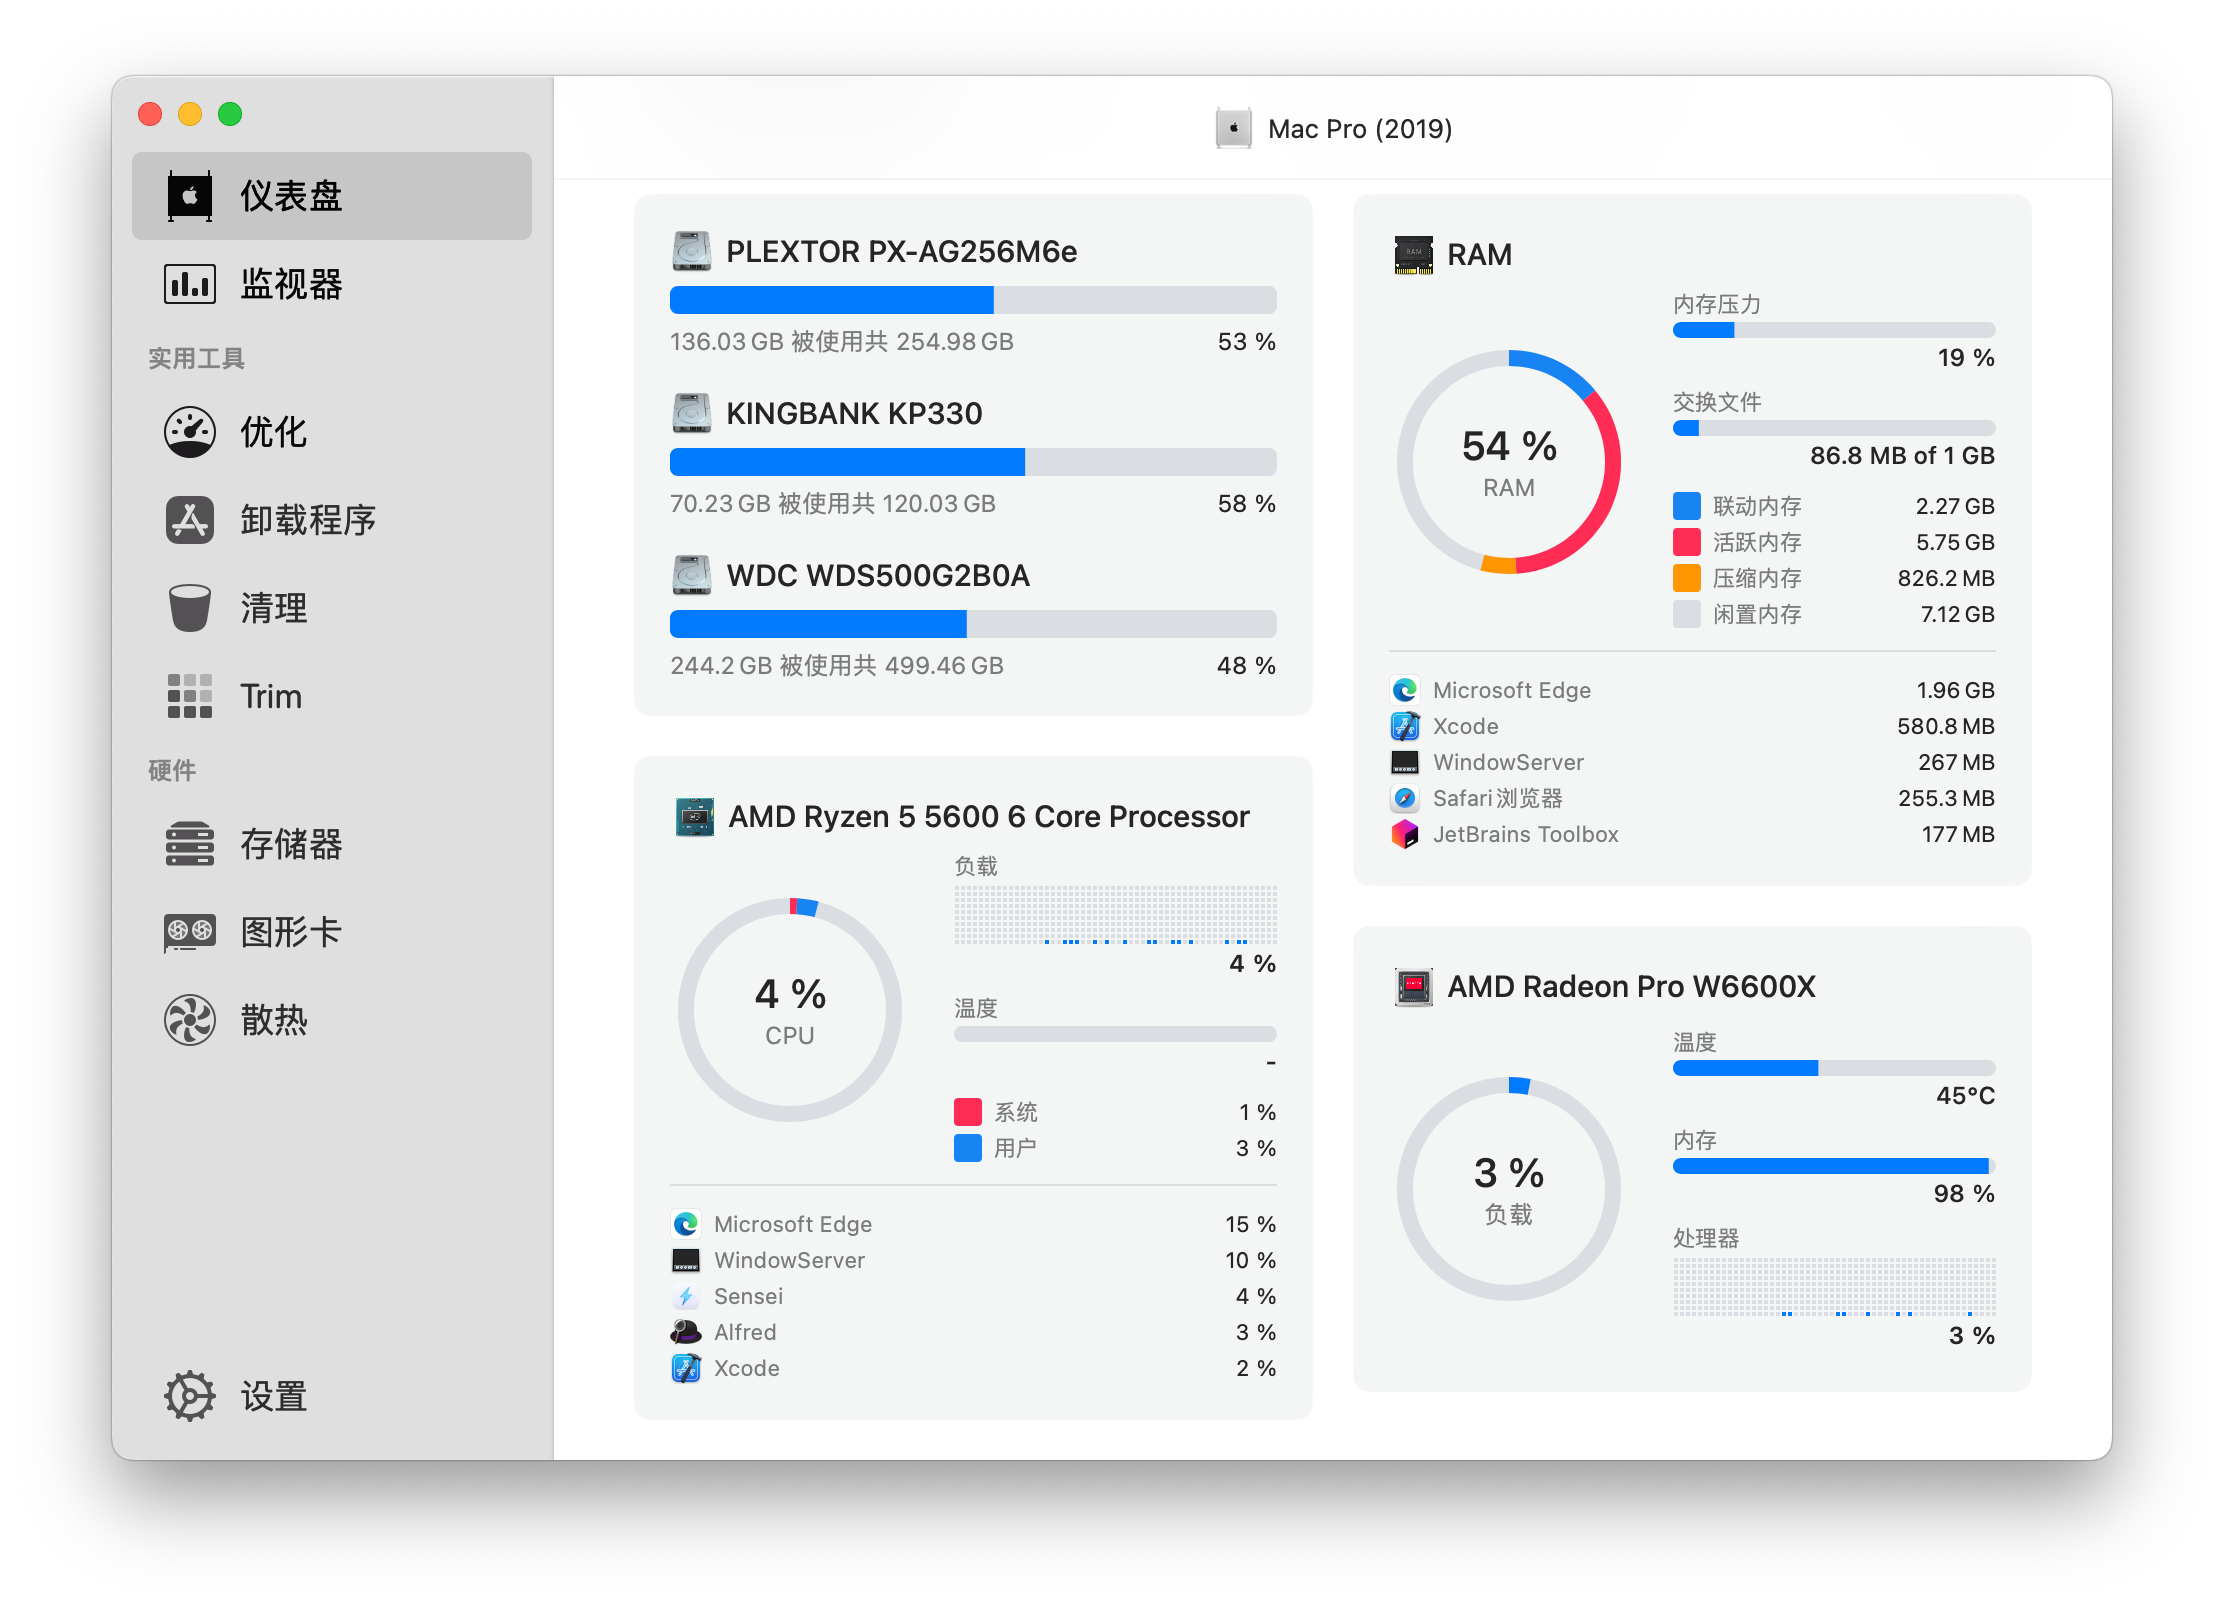 Mac Pro (2019)
仪表盘
监视器
实用工具
优化
卸载程序
清理
Trim
硬件
存储器
图形卡
散热
设置
PLEXTOR PX-AG256M6e
136.03 GB 被使用共 254.98 GB 53 %
KINGBANK KP330
70.23 GB 被使用共 120.03 GB 58 %
WDC WDS500G2B0A
244.2 GB 被使用共 499.46 GB 48 %
AMD Ryzen 5 5600 6 Core Processor
4 %
CPU
负载
4 %
温度
-
系统 1 %
用户 3 %
Microsoft Edge 15 %
WindowServer 10 %
Sensei 4 %
Alfred 3 %
Xcode 2 %
RAM
54 %
RAM
内存压力
19 %
交换文件
86.8 MB of 1 GB
联动内存 2.27 GB
活跃内存 5.75 GB
压缩内存 826.2 MB
闲置内存 7.12 GB
Microsoft Edge 1.96 GB
Xcode 580.8 MB
WindowServer 267 MB
Safari浏览器 255.3 MB
JetBrains Toolbox 177 MB
AMD Radeon Pro W6600X
3 %
负载
温度
45°C
内存
98 %
处理器
3 %